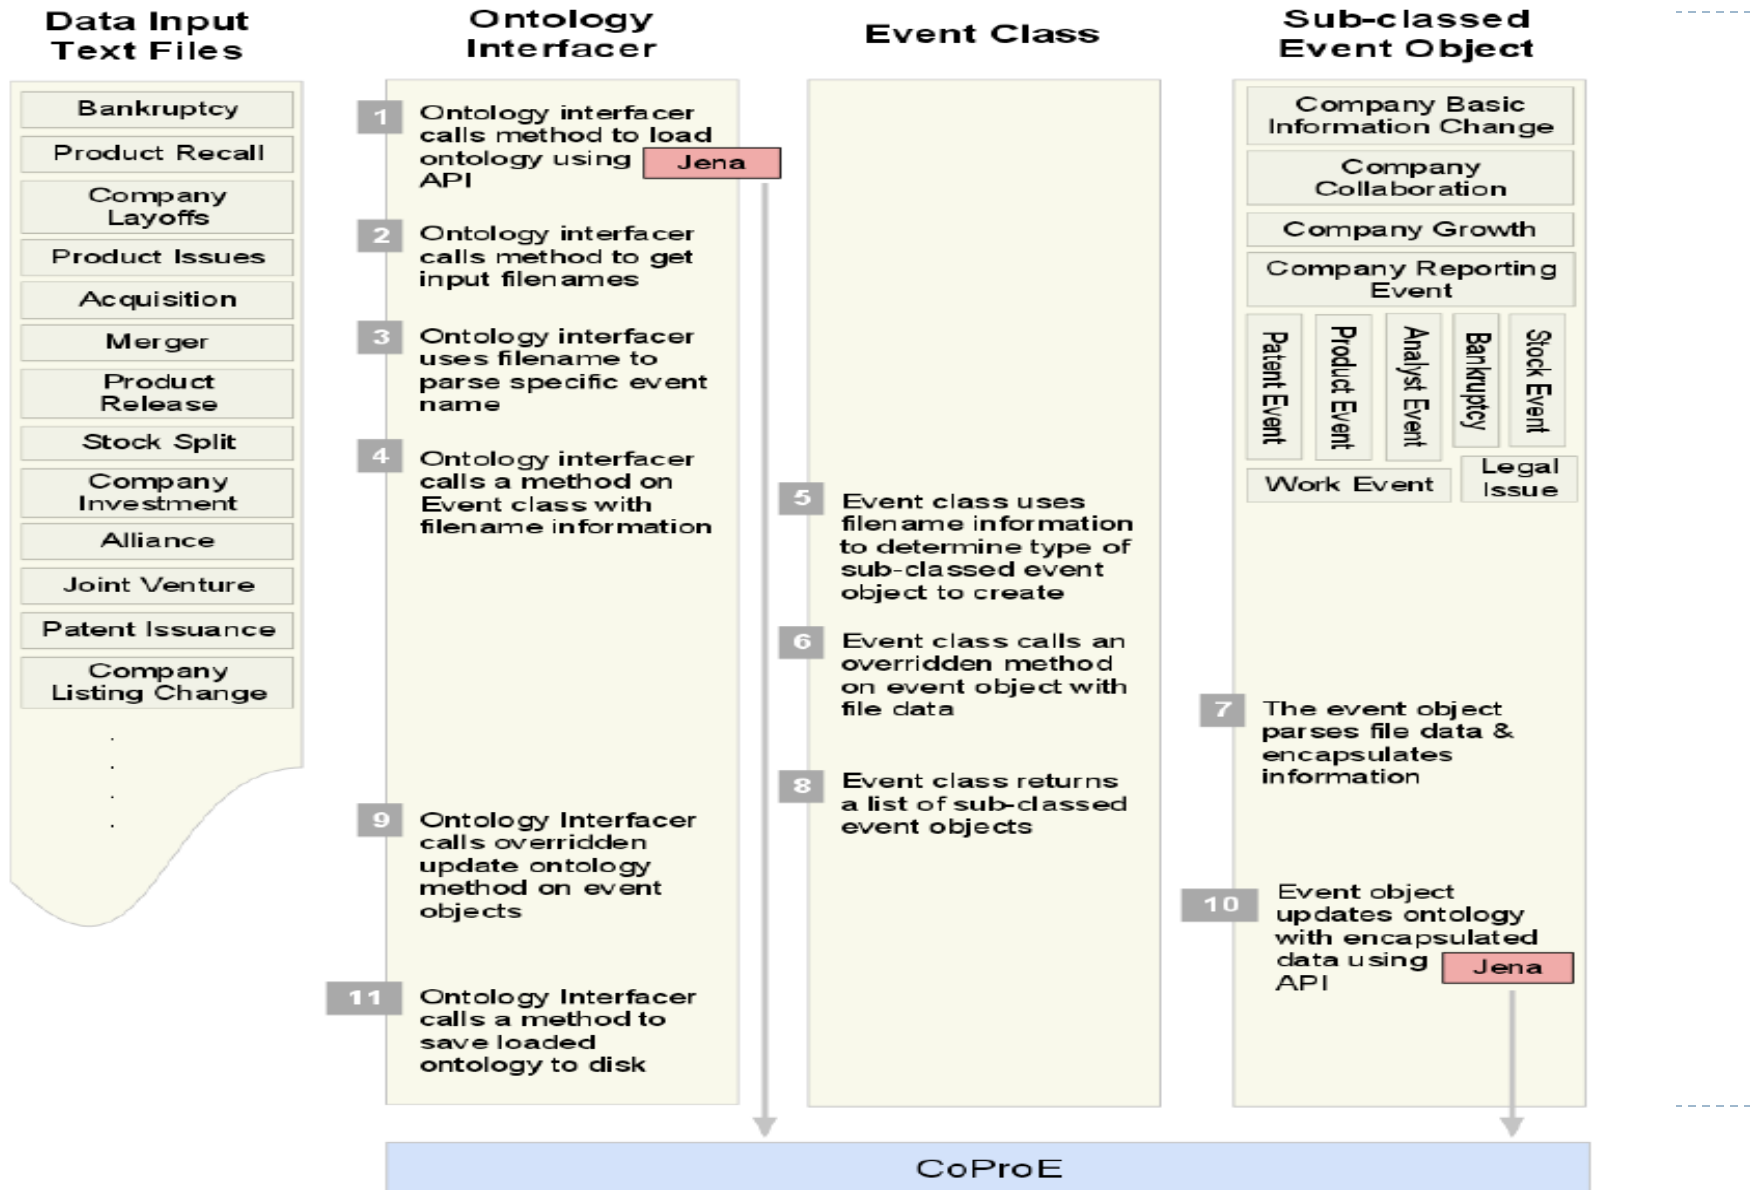 Data Input
Text Files
Bankruptcy
Product Recall
Company
Layoffs
Product Issues
Acquisition
Merger
Product
Release
Stock Split
Company
Investment
Alliance
Joint Venture
Patent Issuance
Company
Listing Change
.
.
.
.
Ontology
Interfacer
1
Ontology interfacer
calls method to load
ontology using Jena
API
2
Ontology interfacer
calls method to get
input filenames
3
Ontology interfacer
uses filename to
parse specific event
name
4
Ontology interfacer
calls a method on
Event class with
filename information
9
Ontology Interfacer
calls overridden
update ontology
method on event
objects
11
Ontology Interfacer
calls a method to
save loaded
ontology to disk
Event Class
5
Event class uses
filename information
to determine type of
sub-classed event
object to create
6
Event class calls an
overridden method
on event object with
file data
8
Event class returns
a list of sub-classed
event objects
Sub-classed
Event Object
Company Basic
Information Change
Company
Collaboration
Company Growth
Company Reporting
Event
Patent Event
Product Event
Analyst Event
Bankruptcy
Stock Event
Work Event
Legal
Issue
7
The event object
parses file data &
encapsulates
information
10
Event object
updates ontology
with encapsulated
data using Jena
API
CoProE